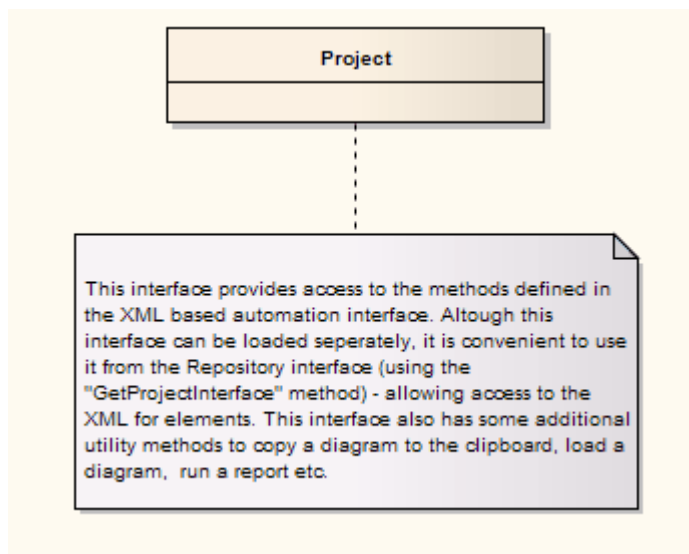 Project
This interface provides access to the methods defined in
the XML based automation interface. Altough this
interface can be loaded seperately, it is convenient to use
it from the Repository interface (using the
"GetProjectInterface" method) - allowing access to the
XML for elements. This interface also has some additional
utility methods to copy a diagram to the clipboard, load a
diagram,  run a report etc.